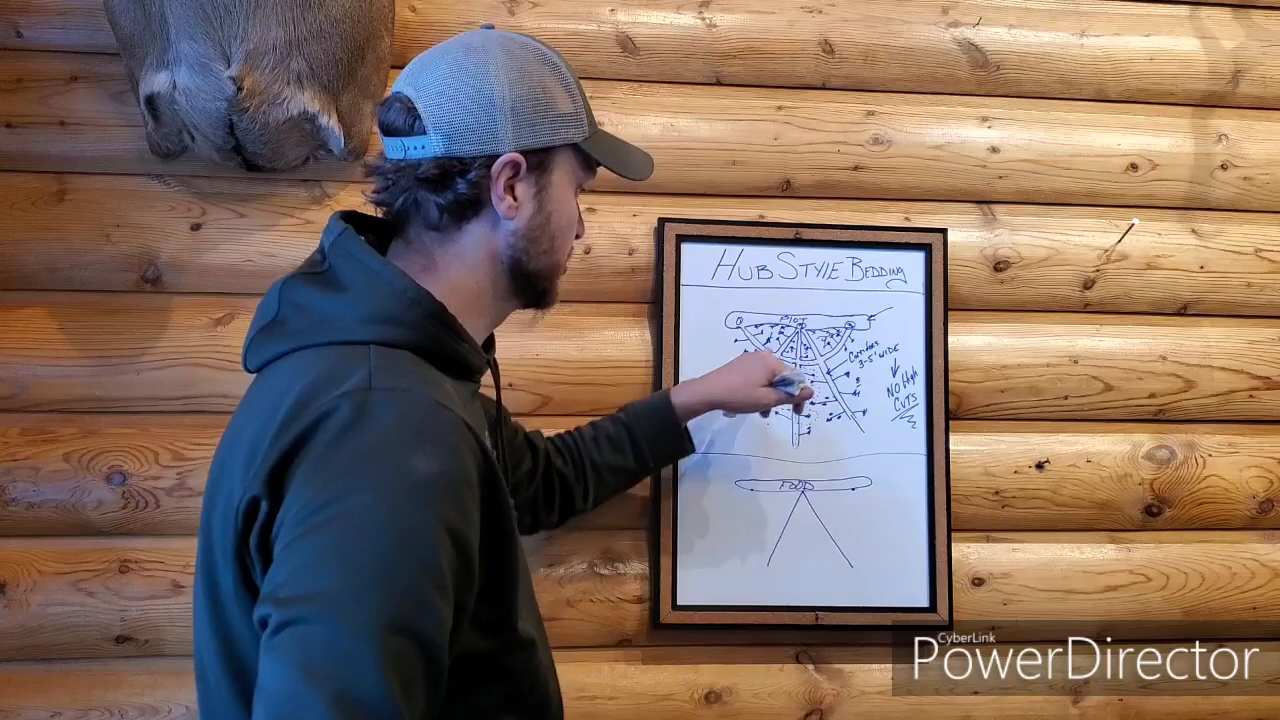 HUB STYLE BEDDING
PLOT
Corridors
3-5' WIDE
NO High
CUTS
FOOD
CyberLink
PowerDirector